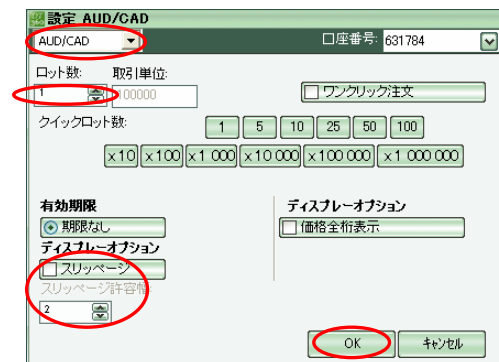 設定 AUD/CAD
AUD/CAD 口座番号: 631784
ロット数: 取引単位:
1 100000 ワンクリック注文
クイックロット数: 1 5 10 25 50 100
x10 x100 x1 000 x10 000 x100 000 x1 000 000
有効期限 ディスプレーオプション
期限なし 価格全桁表示
ディスプレーオプション
スリッページ
スリッページ許容幅:
2
OK キャンセル